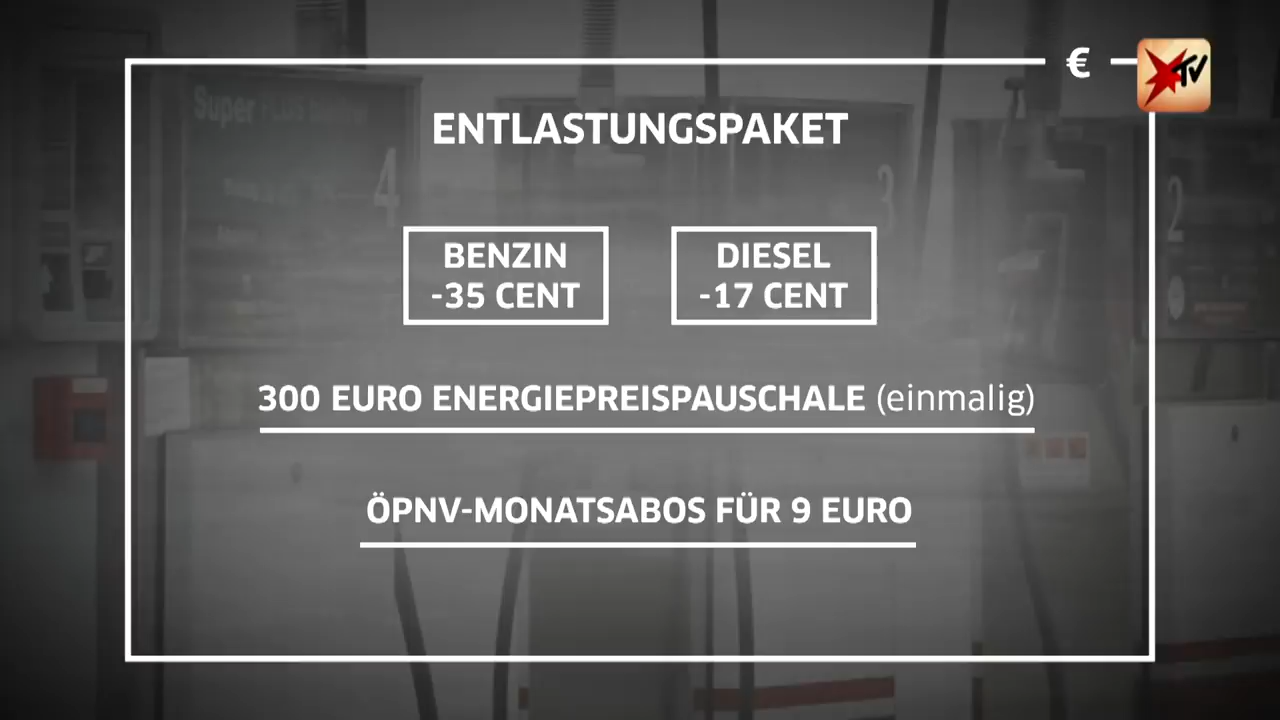 €
TV
ENTLASTUNGSPAKET
BENZIN
-35 CENT
DIESEL
-17 CENT
300 EURO ENERGIEPREISPAUSCHALE (einmalig)
ÖPNV-MONATSABOS FÜR 9 EURO
Super
4
3
2